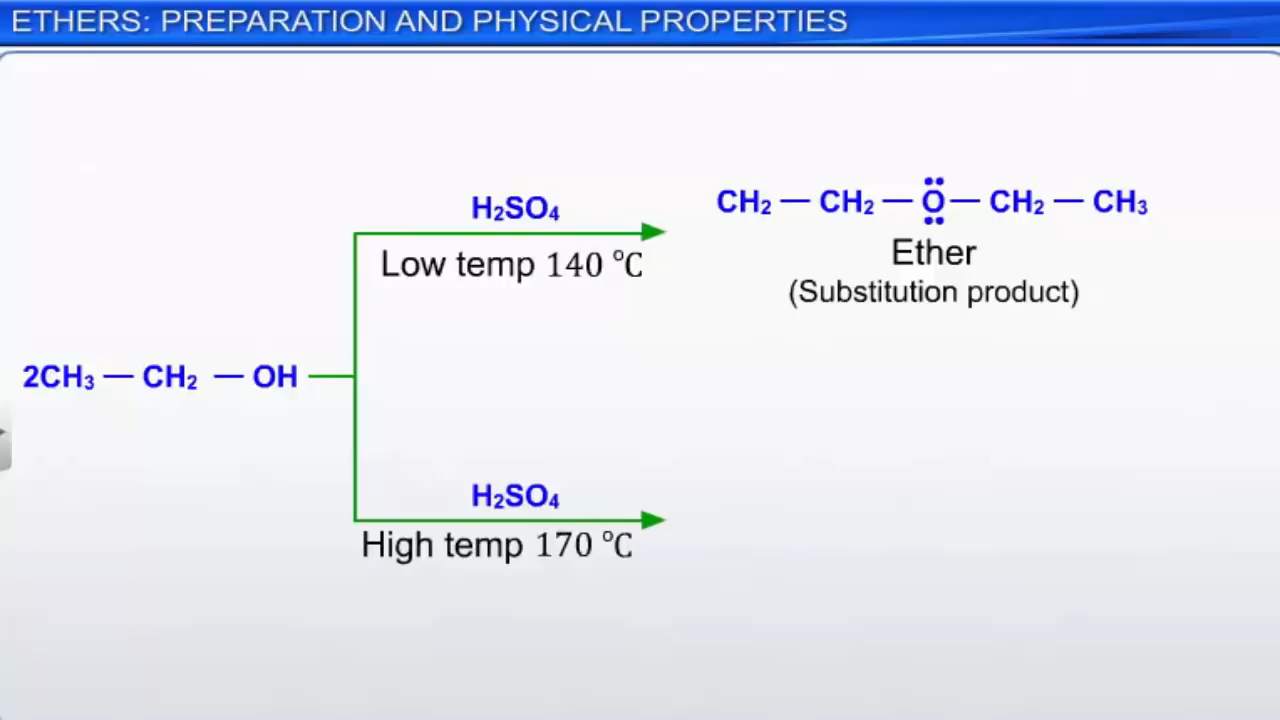 ETHERS: PREPARATION AND PHYSICAL PROPERTIES
H₂SO₄
Low temp 140 °C
CH₂ — CH₂ — Ö — CH₂ — CH₃
Ether
(Substitution product)
2CH₃ — CH₂ — OH
H₂SO₄
High temp 170 °C